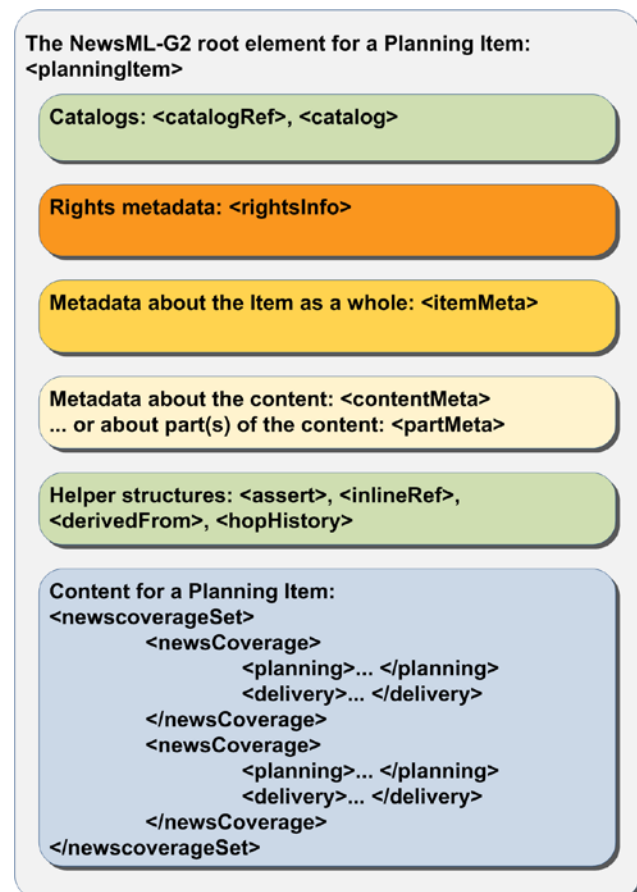 The NewsML-G2 root element for a Planning Item:
<planningItem>
Catalogs: <catalogRef>, <catalog>
Rights metadata: <rightsInfo>
Metadata about the Item as a whole: <itemMeta>
Metadata about the content: <contentMeta>
... or about part(s) of the content: <partMeta>
Helper structures: <assert>, <inlineRef>,
<derivedFrom>, <hopHistory>
Content for a Planning Item:
<newscoverageSet>
<newsCoverage>
<planning>... </planning>
<delivery>... </delivery>
</newsCoverage>
<newsCoverage>
<planning>... </planning>
<delivery>... </delivery>
</newsCoverage>
</newscoverageSet>